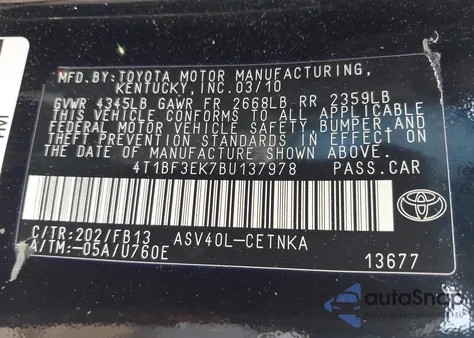 MFD.BY:TOYOTA MOTOR MANUFACTURING,
KENTUCKY, INC.03/10
GVWR 4345LB GAWR FR 2668LB RR 2359LB
THIS VEHICLE CONFORMS TO ALL APPLICABLE
FEDERAL MOTOR VEHICLE SAFETY,BUMPER,AND
THEFT PREVENTION STANDARDS IN EFFECT ON
THE DATE OF MANUFACTURE SHOWN ABOVE.
4T1BF3EK7BU137978 PASS.CAR
C/TR:202/FB13 ASV40L-CETNKA
A/TM:-05A/U760E
TOYOTA
13677
autoSnap